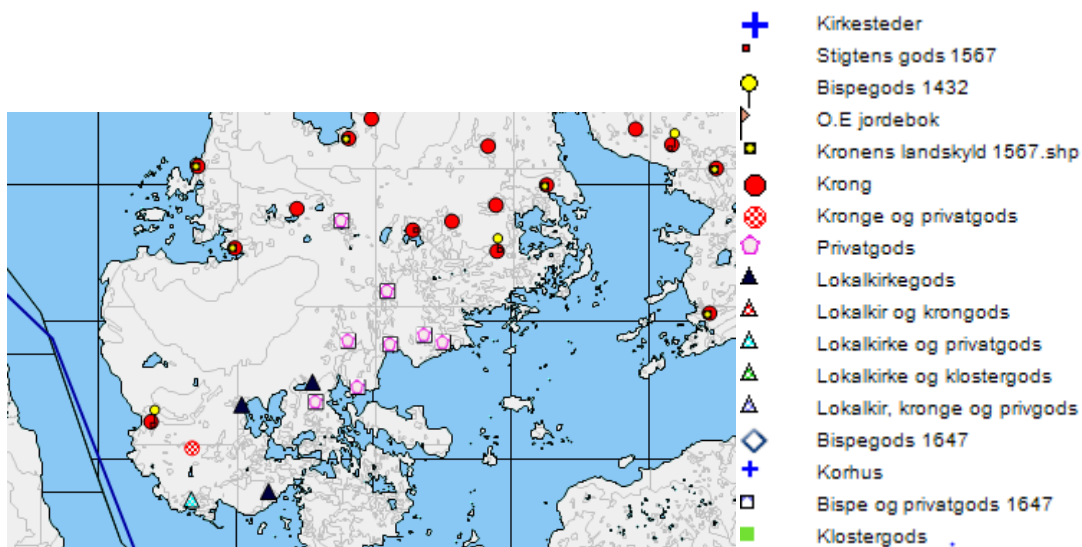 Kirkesteder
Stigtens gods 1567
Bispegods 1432
O.E jordebok
Kronens landskyld 1567.shp
Krong
Kronge og privatgods
Privatgods
Lokalkirkegods
Lokalkir og krongods
Lokalkirke og privatgods
Lokalkirke og klostergods
Lokalkir, kronge og privgods
Bispegods 1647
Korhus
Bispe og privatgods 1647
Klostergods